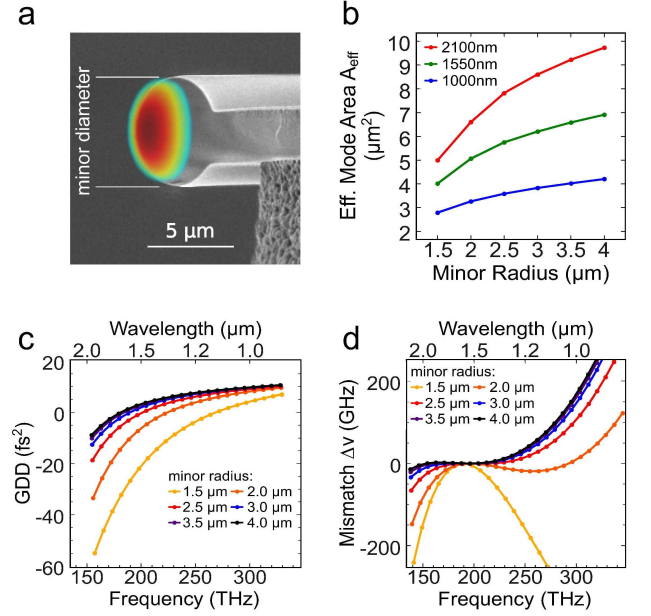 a
minor diameter
5 µm
b
Eff. Mode Area A_eff
(µm²)
10
9
8
7
6
5
4
3
2
2100nm
1550nm
1000nm
1.5 2 2.5 3 3.5 4
Minor Radius (µm)
c
Wavelength (µm)
2.0 1.5 1.2 1.0
GDD (fs²)
20
0
-20
-40
-60
minor radius:
1.5 µm 2.0 µm
2.5 µm 3.0 µm
3.5 µm 4.0 µm
150 200 250 300
Frequency (THz)
d
Wavelength (µm)
2.0 1.5 1.2 1.0
Mismatch Δν (GHz)
200
0
-200
minor radius:
1.5 µm 2.0 µm
2.5 µm 3.0 µm
3.5 µm 4.0 µm
150 200 250 300
Frequency (THz)